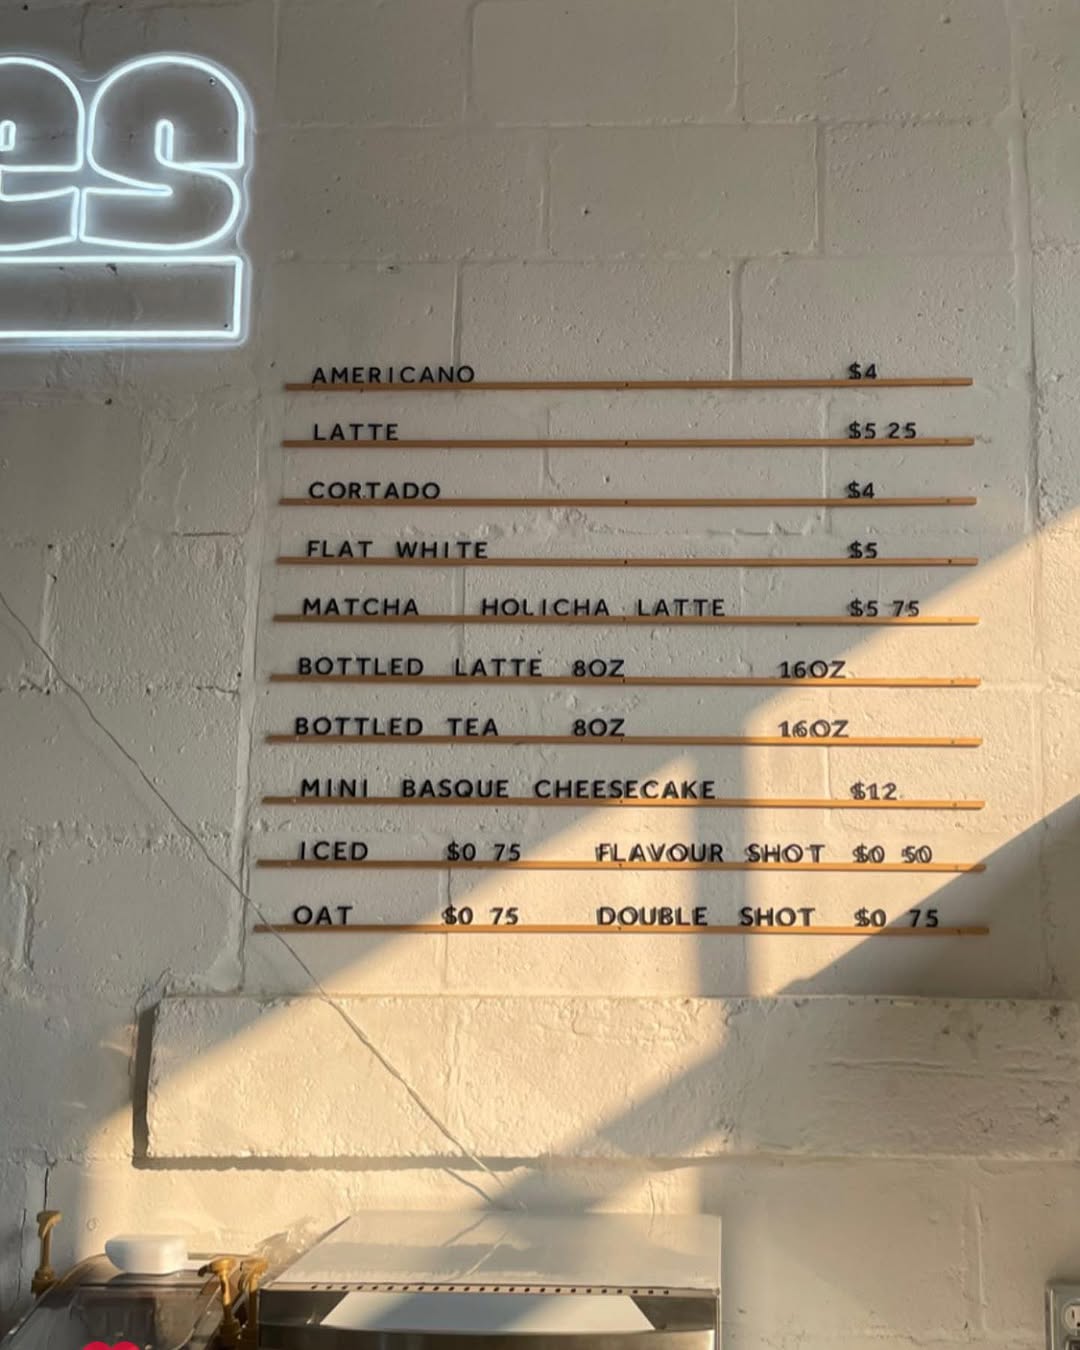 es
AMERICANO $4
LATTE $5 25
CORTADO $4
FLAT WHITE $5
MATCHA HOLICHA LATTE $5 75
BOTTLED LATTE 8OZ 16OZ
BOTTLED TEA 8OZ 16OZ
MINI BASQUE CHEESECAKE $12
ICED $0 75 FLAVOUR SHOT $0 50
OAT $0 75 DOUBLE SHOT $0 75